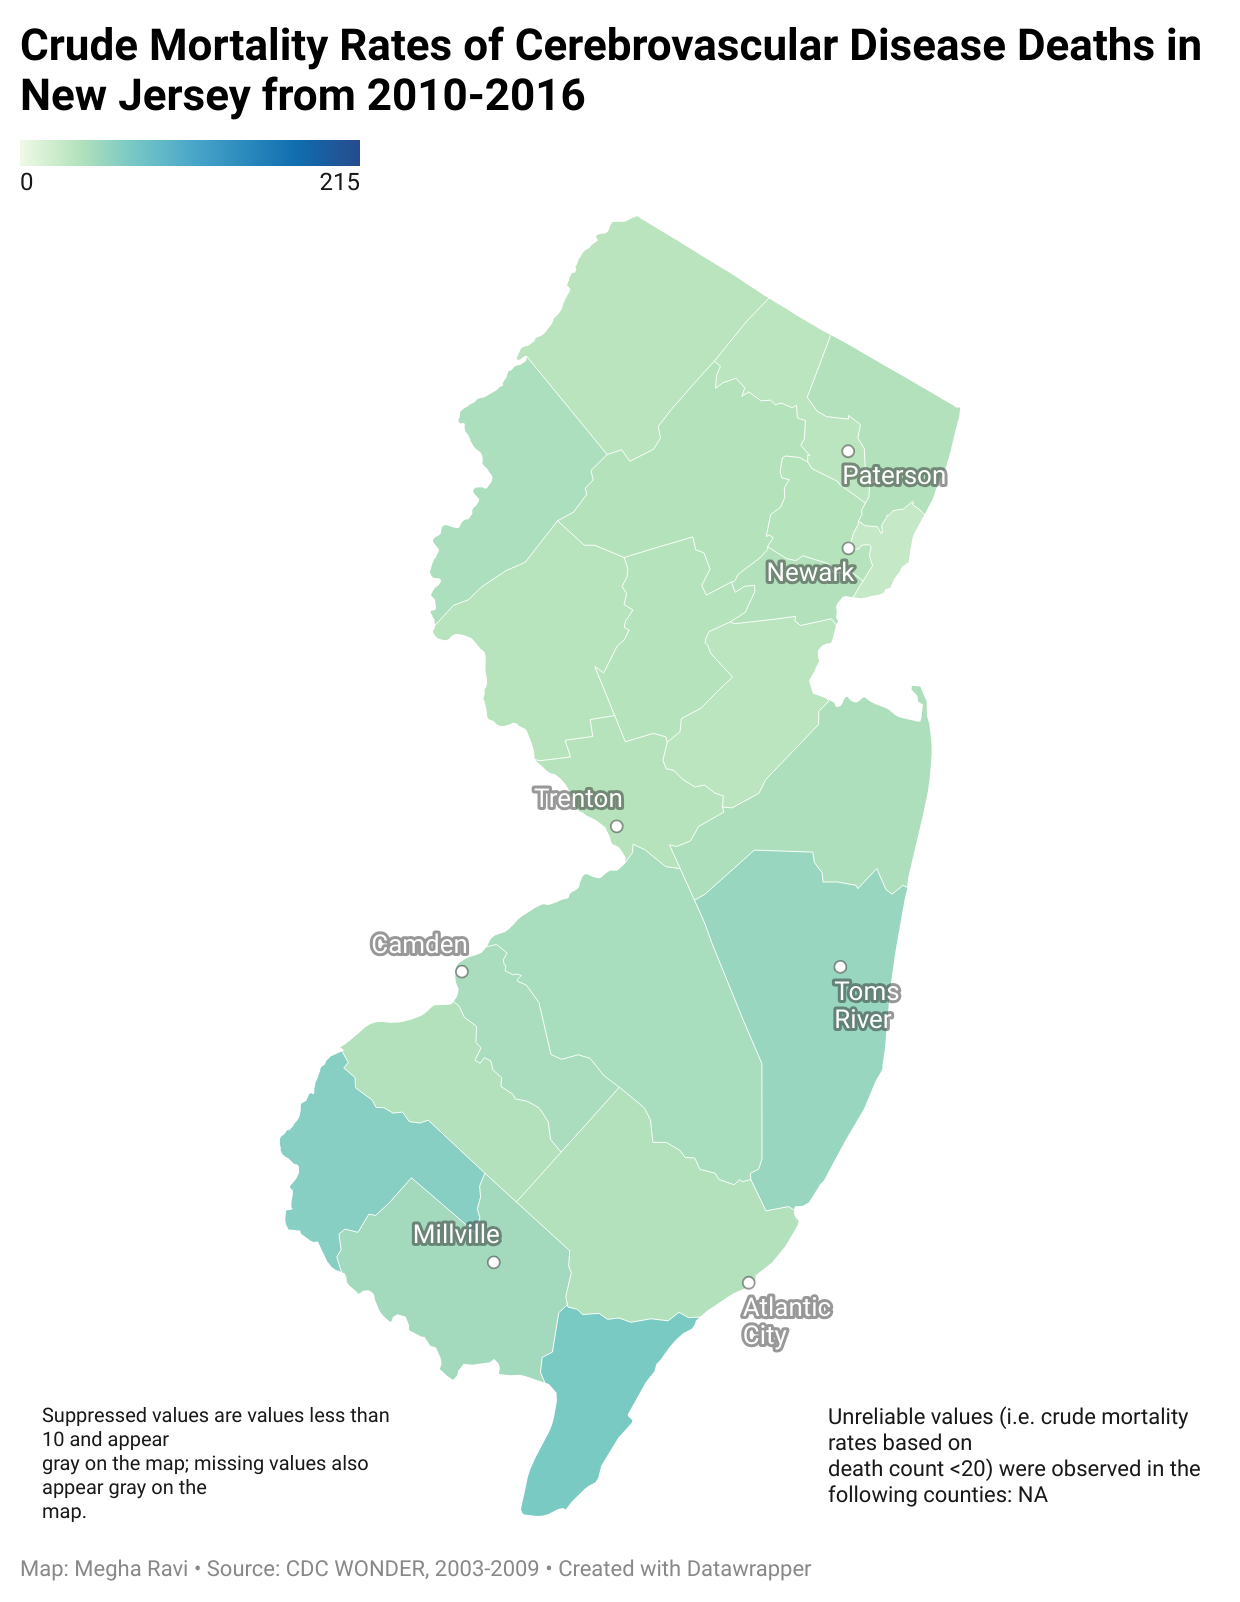 Crude Mortality Rates of Cerebrovascular Disease Deaths in
New Jersey from 2010-2016
0 215
Paterson
Newark
Trenton
Camden
Toms
River
Millville
Atlantic
City
Suppressed values are values less than
10 and appear
gray on the map; missing values also
appear gray on the
map.
Unreliable values (i.e. crude mortality
rates based on
death count <20) were observed in the
following counties: NA
Map: Megha Ravi • Source: CDC WONDER, 2003-2009 • Created with Datawrapper